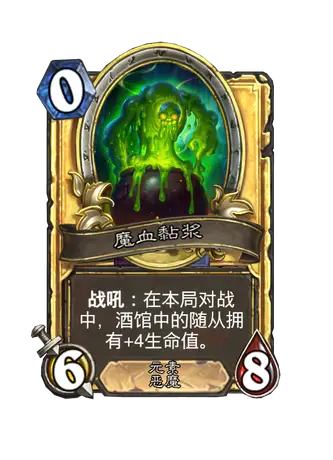 0
魔血黏浆
战吼：在本局对战
中，酒馆中的随从拥
有+4生命值。
元素
恶魔
6
8